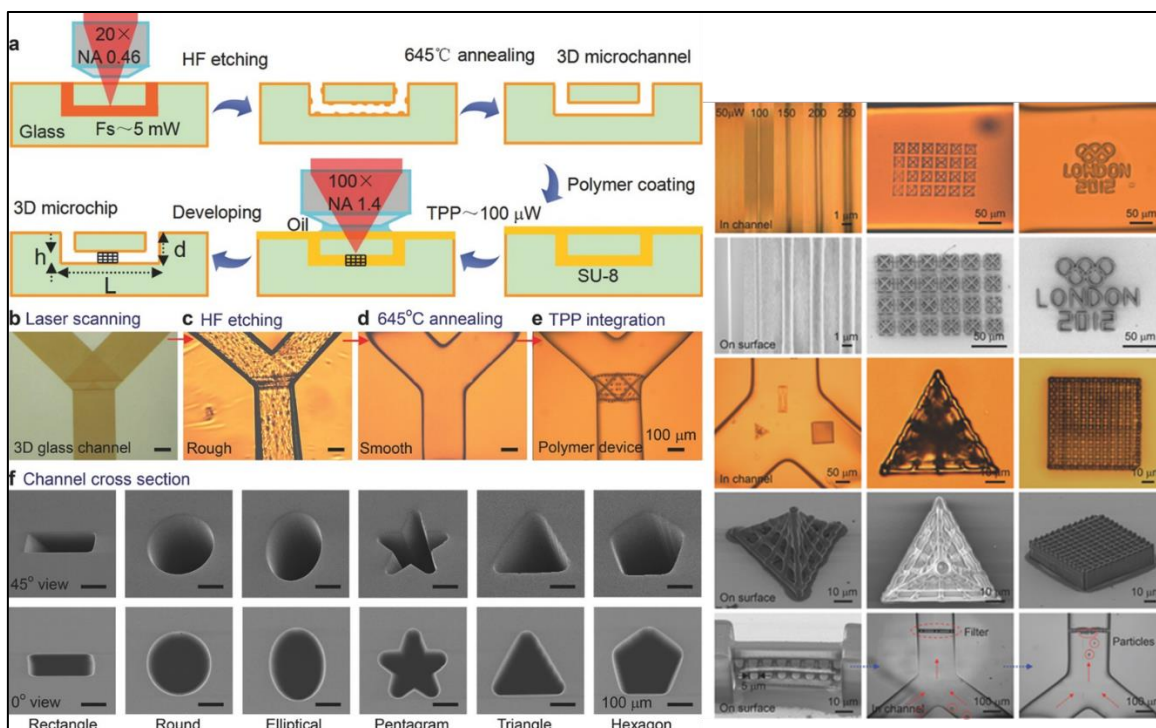 a
20×
NA 0.46
HF etching
645℃ annealing
3D microchannel
Glass
Fs~5 mW
Polymer coating
3D microchip
Developing
Oil
100×
NA 1.4
TPP~100 μW
SU-8
h
d
L
b Laser scanning
c HF etching
d 645°C annealing
e TPP integration
3D glass channel
Rough
Smooth
Polymer device
100 μm
f Channel cross section
45° view
0° view
100 μm
Rectangle
Round
Elliptical
Pentagram
Triangle
Hexagon
50μW 100 150 200 250
In channel
1 μm
50 μm
LONDON
2012
50 μm
On surface
1 μm
50 μm
LONDON
2012
50 μm
In channel
50 μm
10 μm
10 μm
On surface
10 μm
10 μm
10 μm
5 μm
On surface
10 μm
Filter
In channel
100 μm
Particles
100 μm